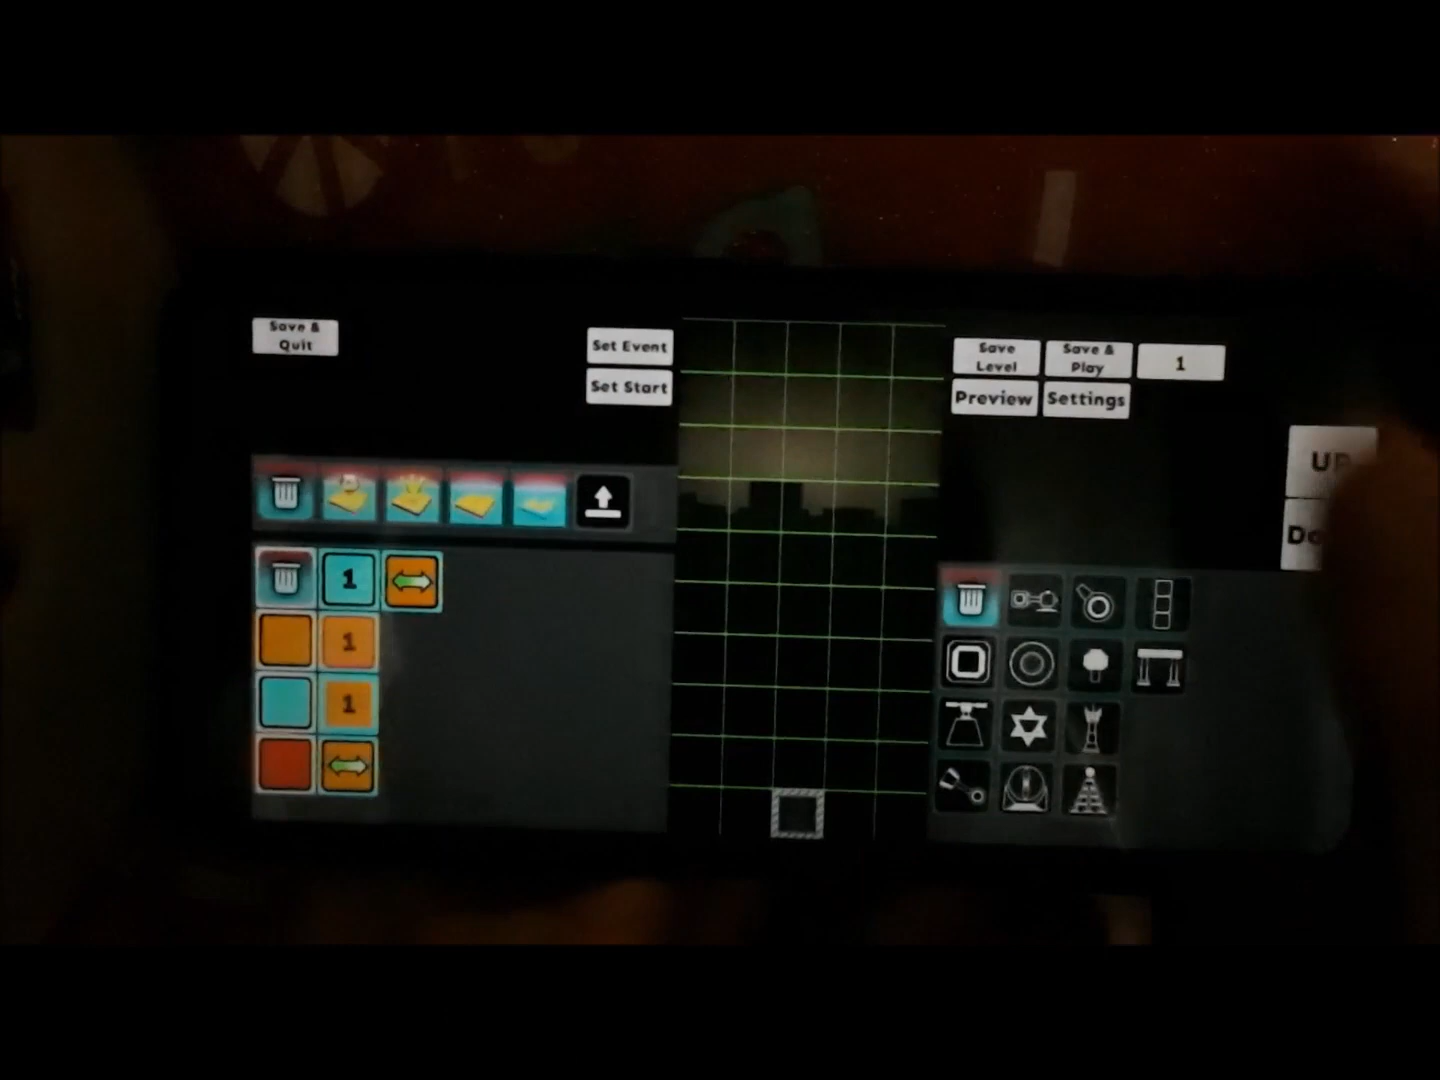 Save &
Quit
Set Event
Set Start
Save
Level
Save &
Play
1
Preview
Settings
1
1
1